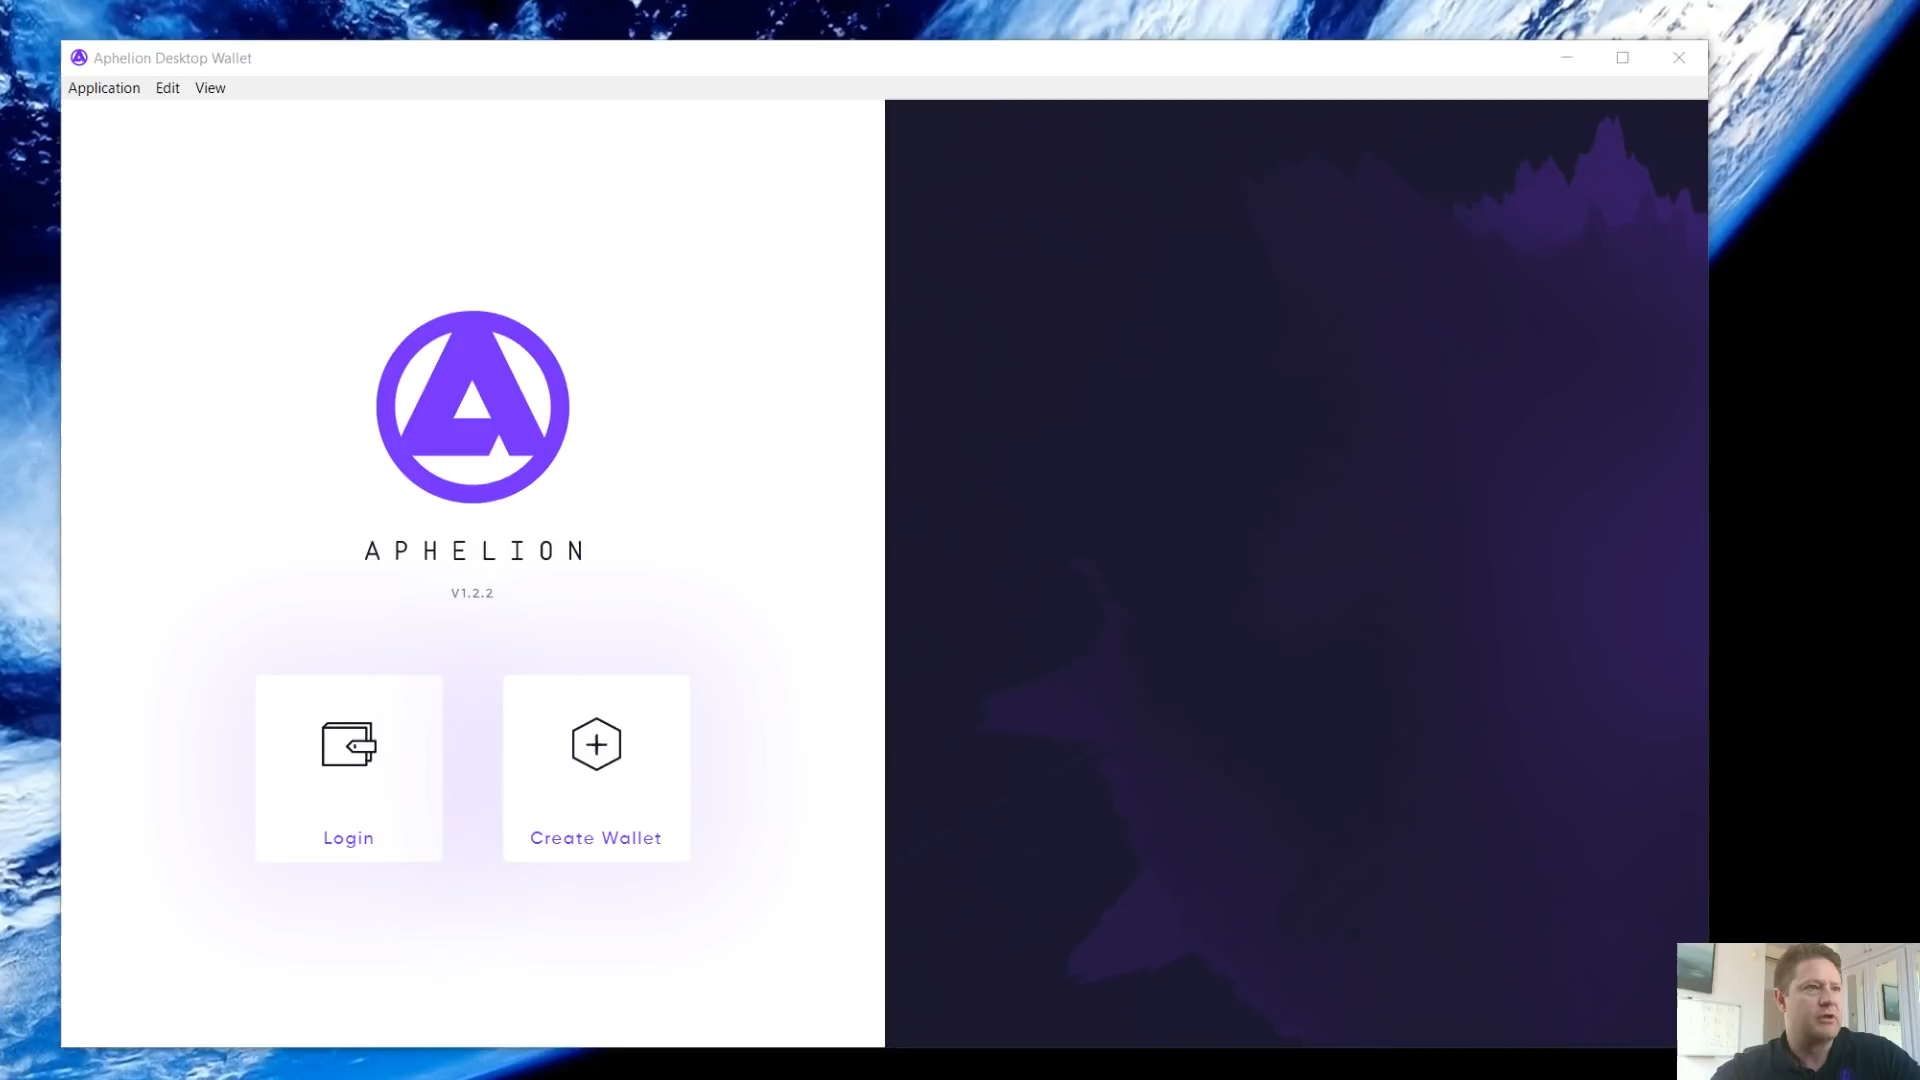 Aphelion Desktop Wallet
Application Edit View
APHELION
V1.2.2
Login
Create Wallet